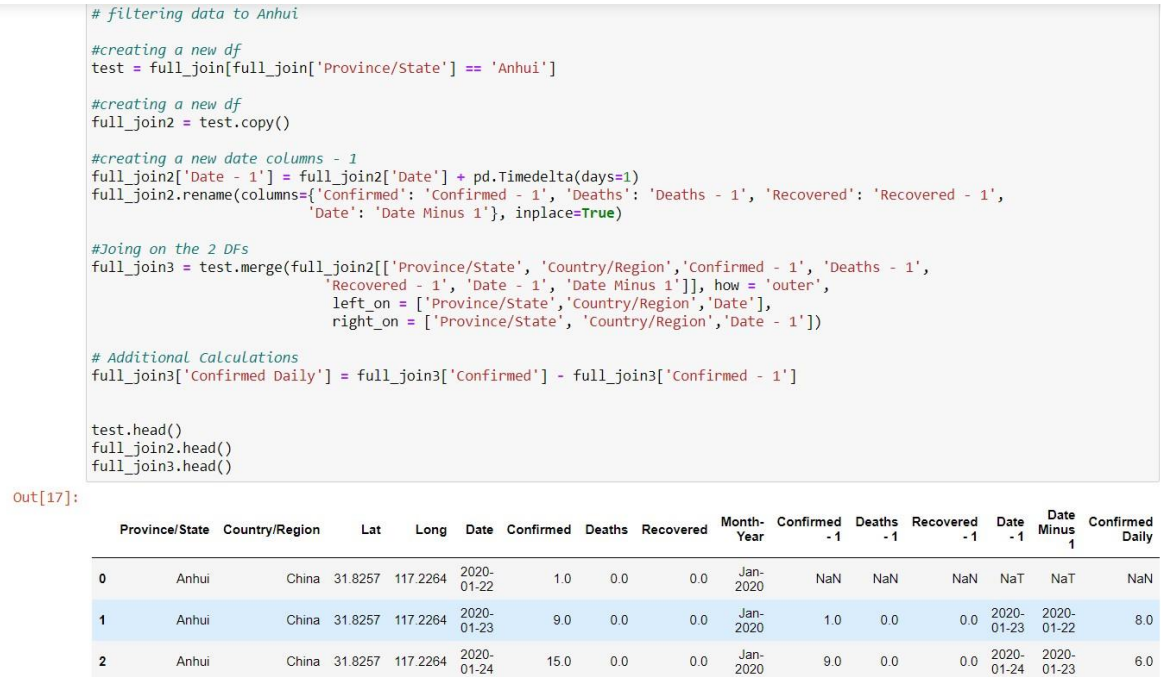 # filtering data to Anhui
#creating a new df
test = full_join[full_join['Province/State'] == 'Anhui']
#creating a new df
full_join2 = test.copy()
#creating a new date columns - 1
full_join2['Date - 1'] = full_join2['Date'] + pd.Timedelta(days=1)
full_join2.rename(columns={'Confirmed': 'Confirmed - 1', 'Deaths': 'Deaths - 1', 'Recovered': 'Recovered - 1',
'Date': 'Date Minus 1'}, inplace=True)
#Joing on the 2 DFs
full_join3 = test.merge(full_join2[['Province/State', 'Country/Region','Confirmed - 1', 'Deaths - 1',
'Recovered - 1', 'Date - 1', 'Date Minus 1']], how = 'outer',
left_on = ['Province/State','Country/Region','Date'],
right_on = ['Province/State', 'Country/Region','Date - 1'])
# Additional Calculations
full_join3['Confirmed Daily'] = full_join3['Confirmed'] - full_join3['Confirmed - 1']
test.head()
full_join2.head()
full_join3.head()
Out[17]:
Province/State Country/Region Lat Long Date Confirmed Deaths Recovered Month-Year Confirmed - 1 Deaths - 1 Recovered - 1 Date - 1 Date Minus 1 Confirmed Daily
0 Anhui China 31.8257 117.2264 2020-01-22 1.0 0.0 0.0 Jan-2020 NaN NaN NaN NaT NaT NaN
1 Anhui China 31.8257 117.2264 2020-01-23 9.0 0.0 0.0 Jan-2020 1.0 0.0 0.0 2020-01-23 2020-01-22 8.0
2 Anhui China 31.8257 117.2264 2020-01-24 15.0 0.0 0.0 Jan-2020 9.0 0.0 0.0 2020-01-24 2020-01-23 6.0